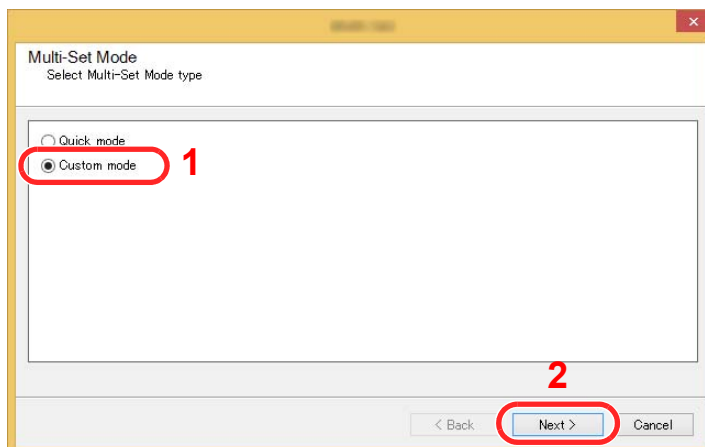 Multi-Set Mode
Select Multi-Set Mode type
Quick mode
Custom mode
1
2
< Back
Next >
Cancel